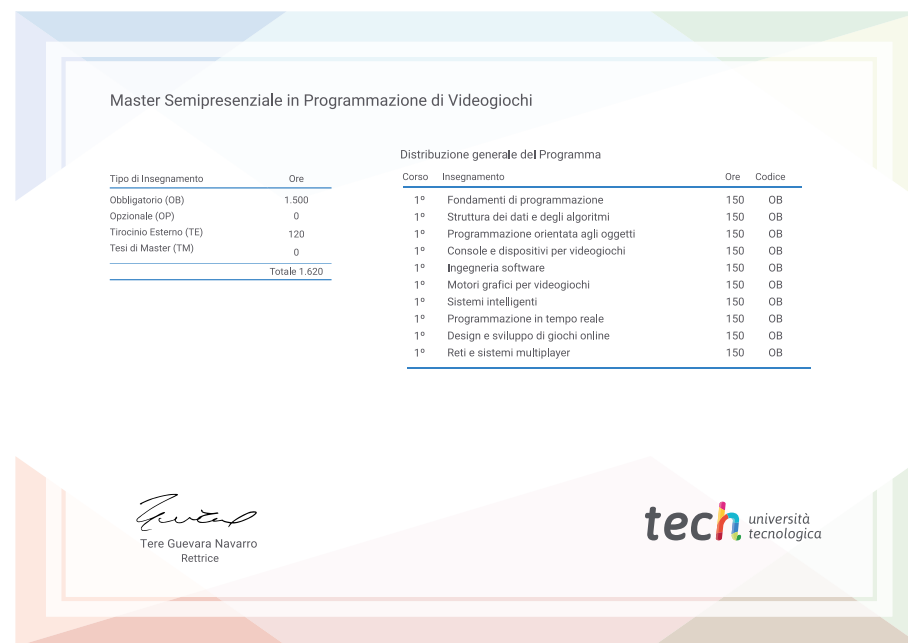 Master Semipresenziale in Programmazione di Videogiochi
Tipo di Insegnamento Ore
Obbligatorio (OB) 1.500
Opzionale (OP) 0
Tirocinio Esterno (TE) 120
Tesi di Master (TM) 0
Totale 1.620
Distribuzione generale del Programma
Corso Insegnamento Ore Codice
1º Fondamenti di programmazione 150 OB
1º Struttura dei dati e degli algoritmi 150 OB
1º Programmazione orientata agli oggetti 150 OB
1º Console e dispositivi per videogiochi 150 OB
1º Ingegneria software 150 OB
1º Motori grafici per videogiochi 150 OB
1º Sistemi intelligenti 150 OB
1º Programmazione in tempo reale 150 OB
1º Design e sviluppo di giochi online 150 OB
1º Reti e sistemi multiplayer 150 OB
Tere Guevara Navarro
Rettrice
tech università
tecnologica